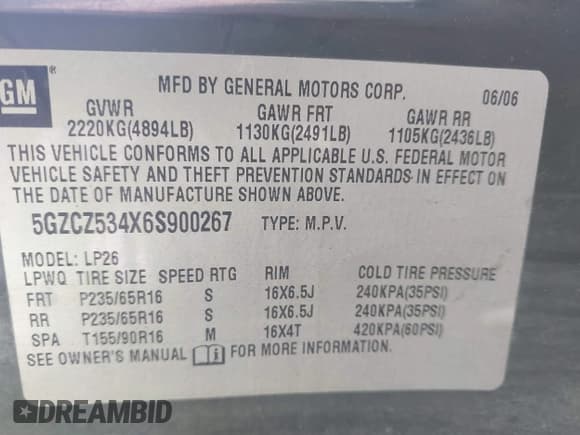 GM ®
MFD BY GENERAL MOTORS CORP. 06/06
GVWR GAWR FRT GAWR RR
2220KG(4894LB) 1130KG(2491LB) 1105KG(2436LB)
THIS VEHICLE CONFORMS TO ALL APPLICABLE U.S. FEDERAL MOTOR
VEHICLE SAFETY AND THEFT PREVENTION STANDARDS IN EFFECT ON
THE DATE OF MANUFACTURE SHOWN ABOVE.
5GZCZ534X6S900267 TYPE: M.P.V.
MODEL: LP26
LPWQ TIRE SIZE SPEED RTG RIM COLD TIRE PRESSURE
FRT P235/65R16 S 16X6.5J 240KPA(35PSI)
RR P235/65R16 S 16X6.5J 240KPA(35PSI)
SPA T155/90R16 M 16X4T 420KPA(60PSI)
SEE OWNER'S MANUAL i FOR MORE INFORMATION.
DREAMBID